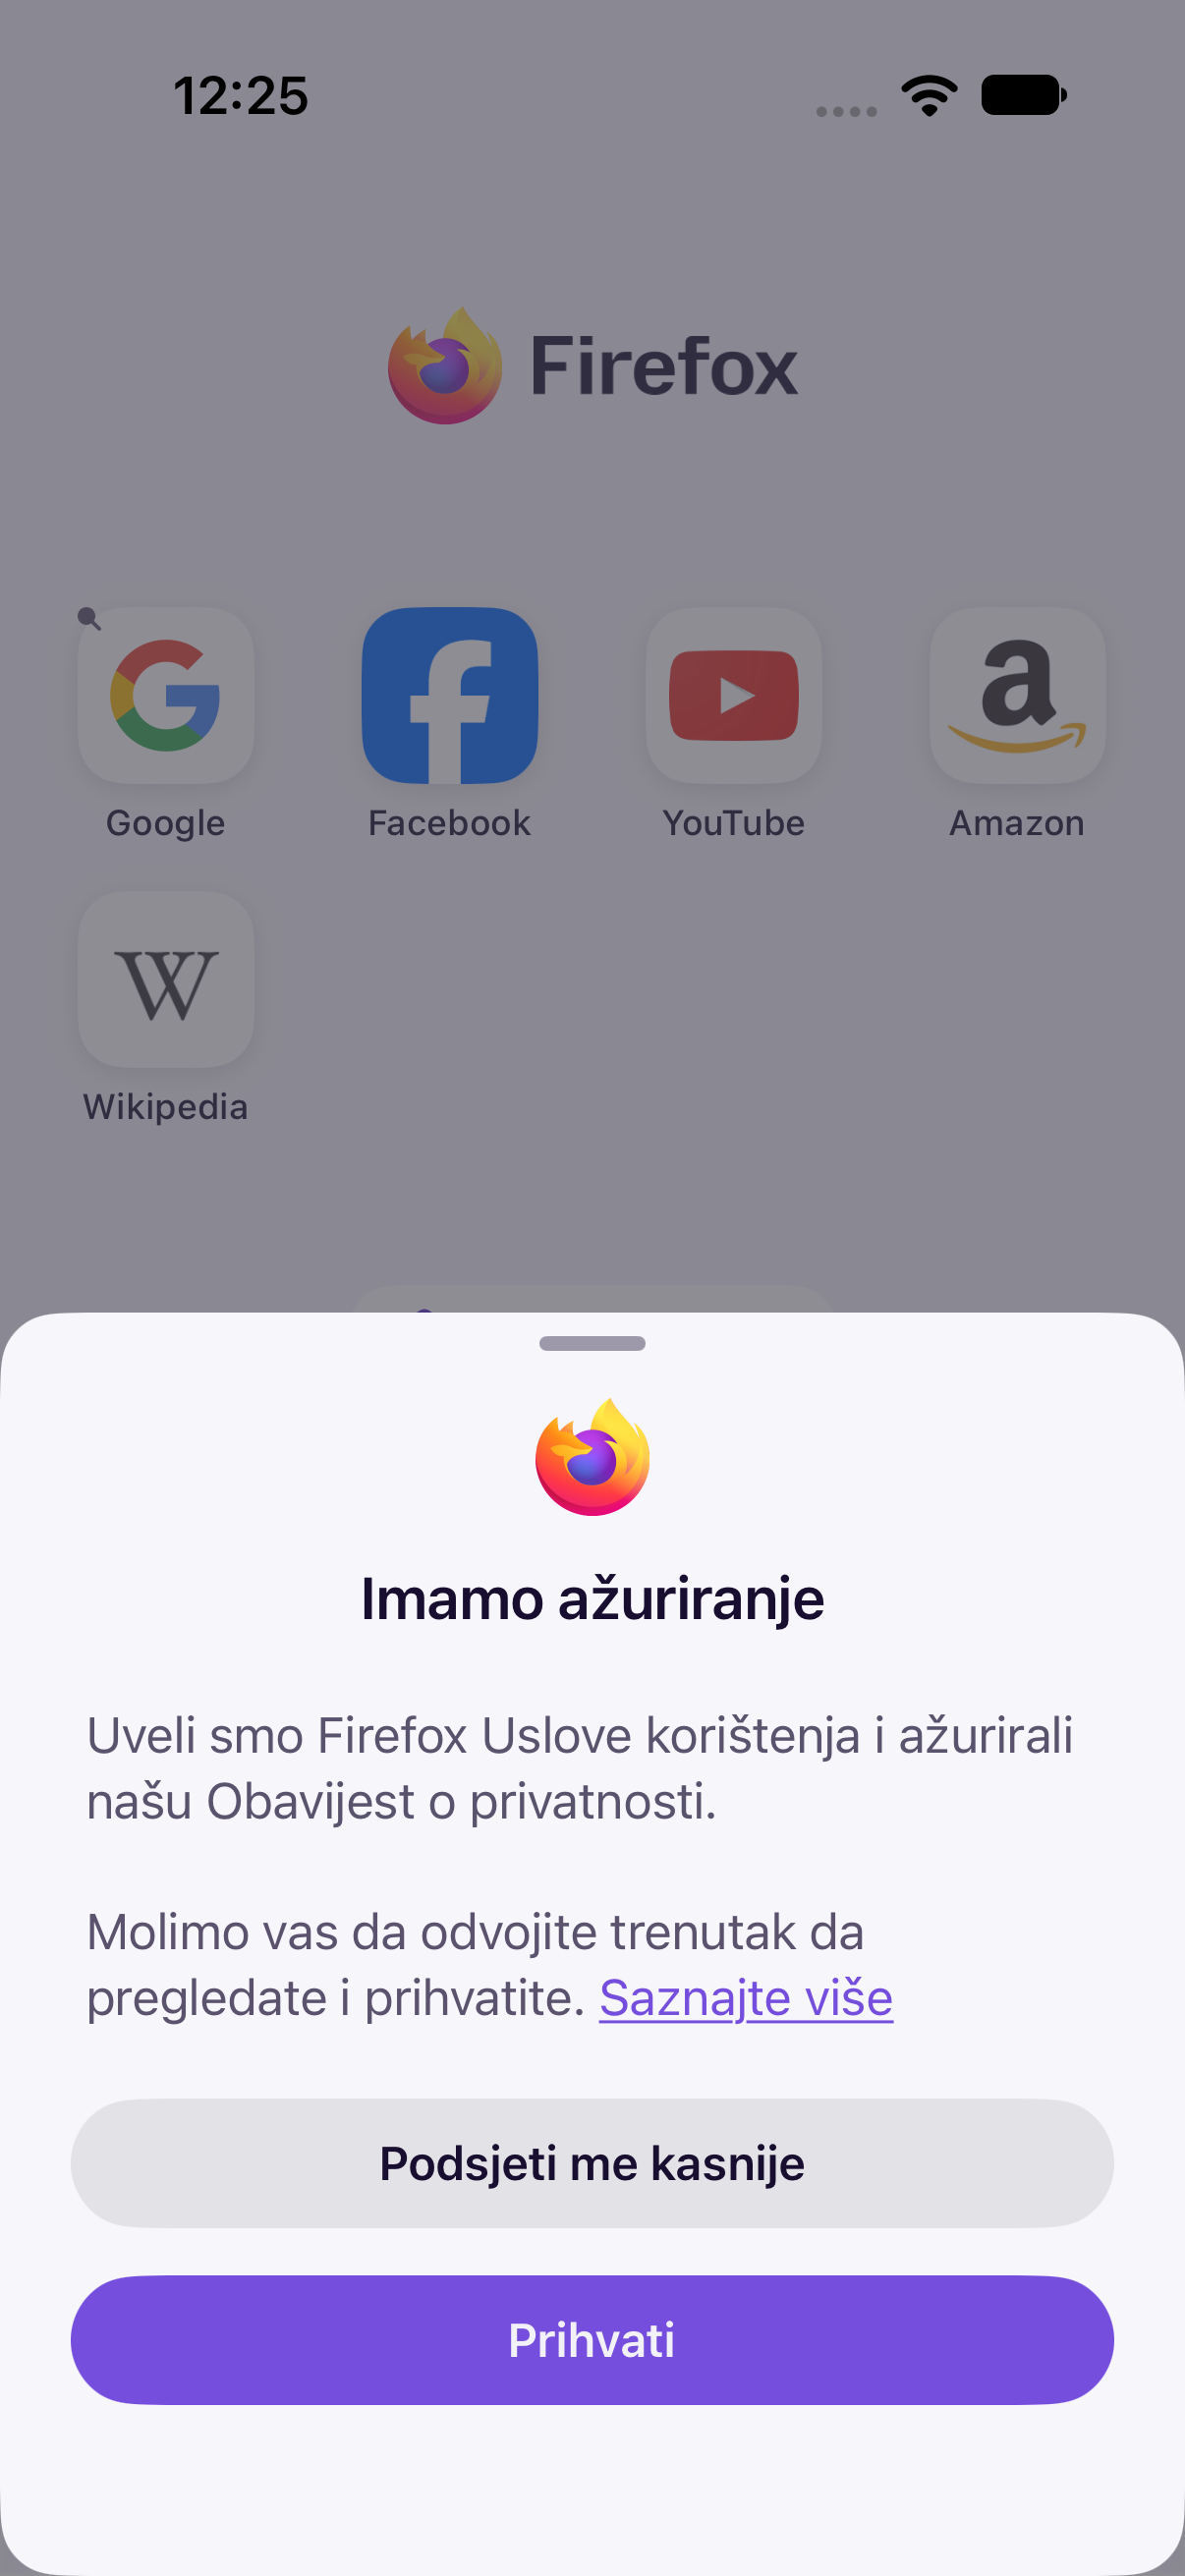 12:25
Firefox
Google
Facebook
YouTube
Amazon
W
Wikipedia
Imamo ažuriranje
Uveli smo Firefox Uslove korištenja i ažurirali
našu Obavijest o privatnosti.
Molimo vas da odvojite trenutak da
pregledate i prihvatite. Saznajte više
Podsjeti me kasnije
Prihvati